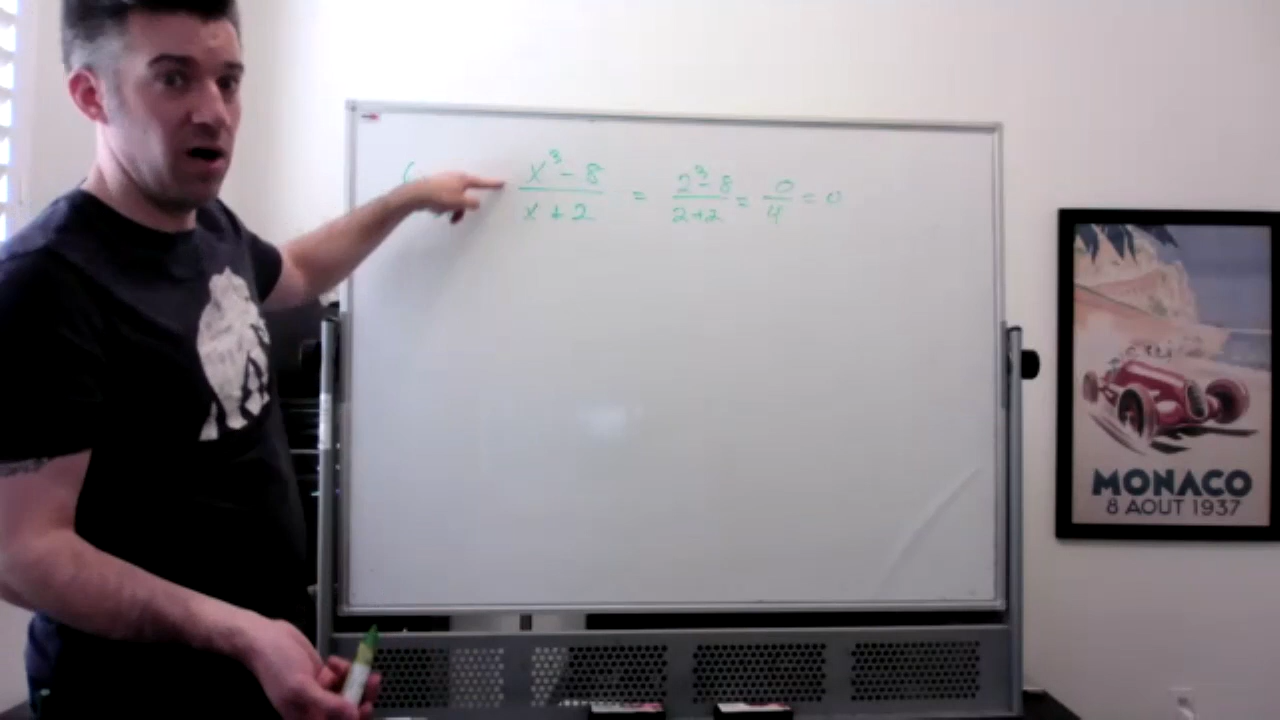 x³ - 8 / x + 2 = 2³ - 8 / 2 + 2 = 0 / 4 = 0
MONACO
8 AOUT 1937